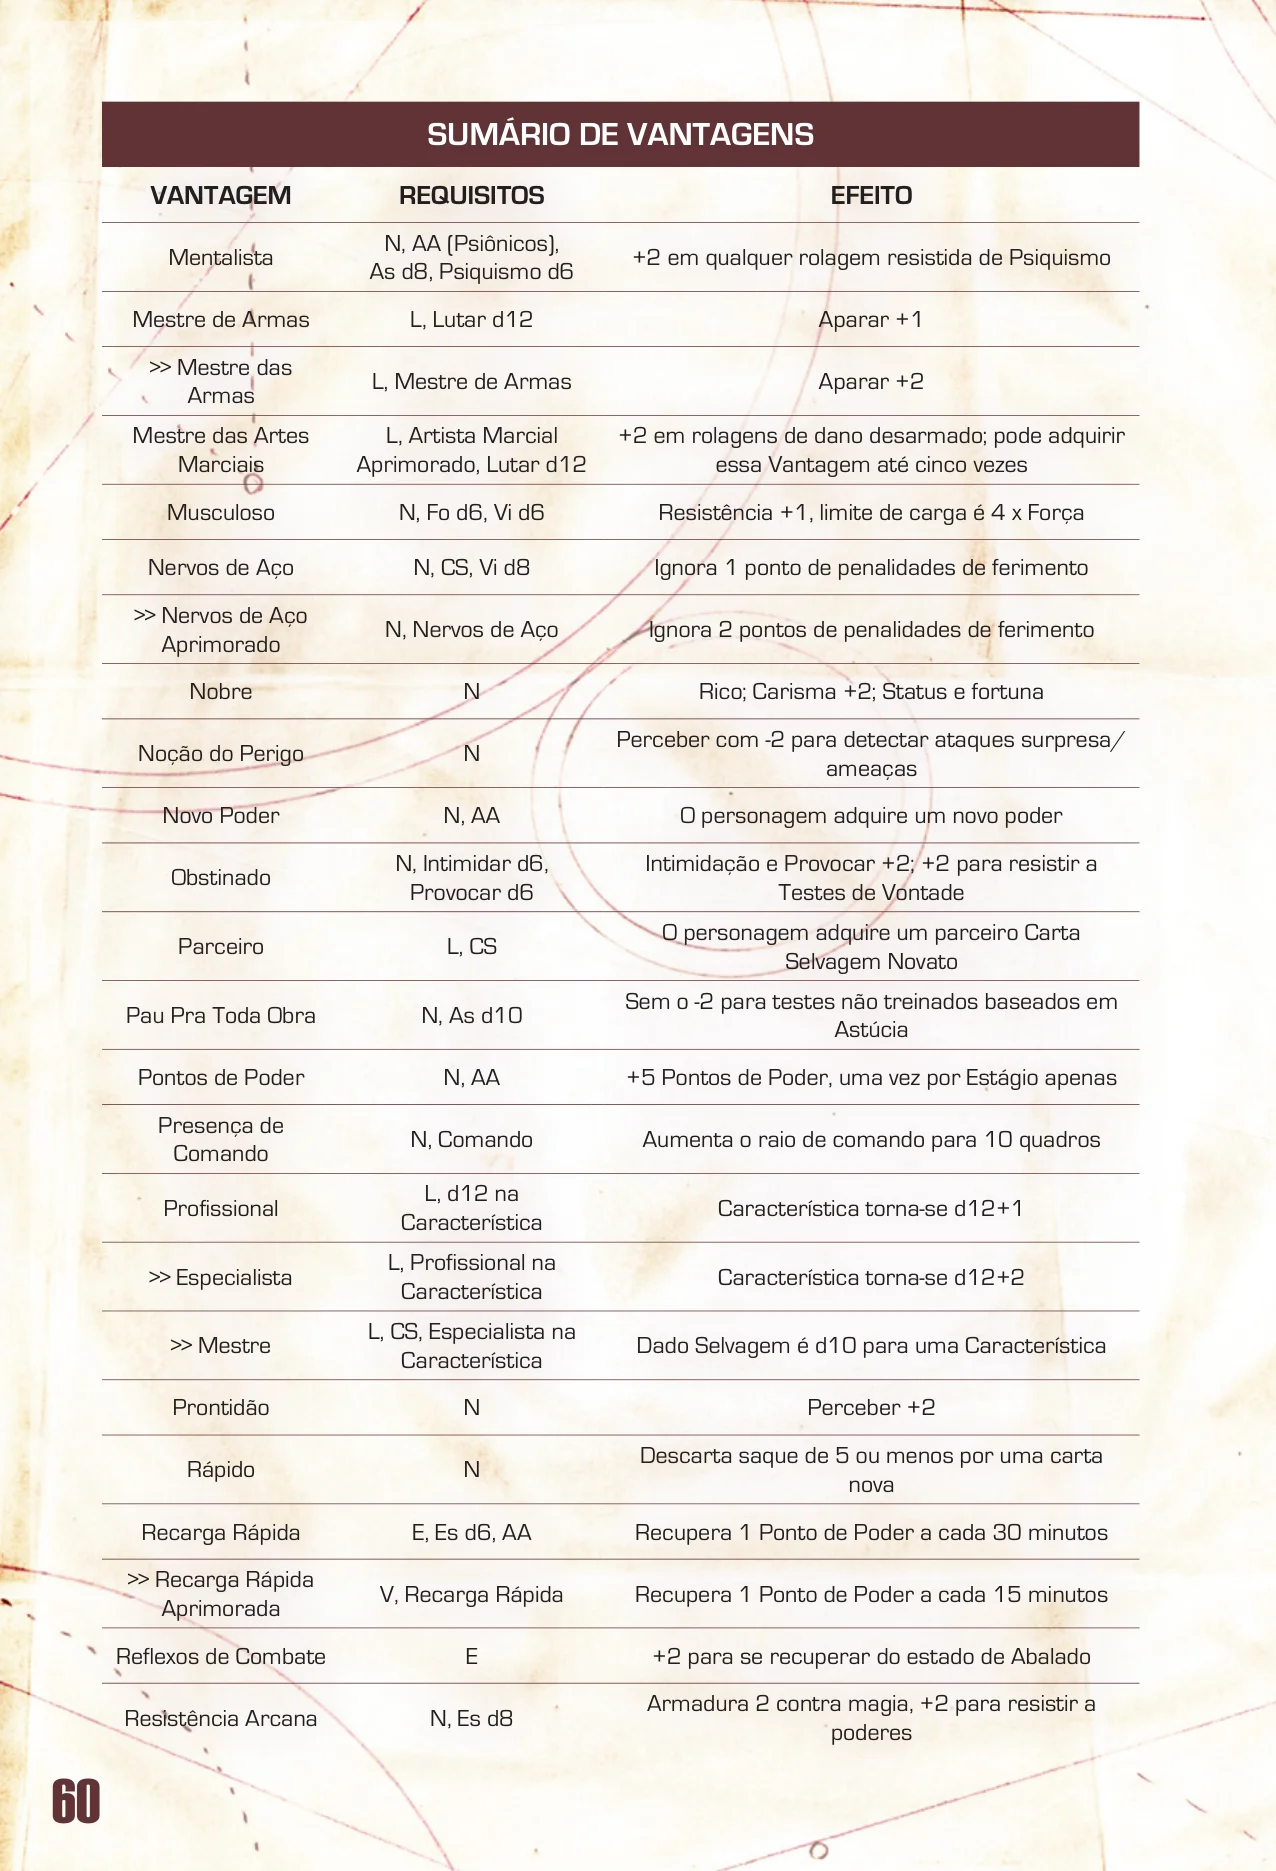 SUMÁRIO DE VANTAGENS
VANTAGEM REQUISITOS EFEITO
Mentalista
N, AA (Psiônicos),
As d8, Psiquismo d6
+2 em qualquer rolagem resistida de Psiquismo
Mestre de Armas L, Lutar d12 Aparar +1
>> Mestre das
Armas
L, Mestre de Armas Aparar +2
Mestre das Artes
Marciais
L, Artista Marcial
Aprimorado, Lutar d12
+2 em rolagens de dano desarmado; pode adquirir
essa Vantagem até cinco vezes
Musculoso N, Fo d6, Vi d6 Resistência +1, limite de carga é 4 x Força
Nervos de Aço N, CS, Vi d8 Ignora 1 ponto de penalidades de ferimento
>> Nervos de Aço
Aprimorado
N, Nervos de Aço Ignora 2 pontos de penalidades de ferimento
Nobre N Rico; Carisma +2; Status e fortuna
Noção do Perigo N
Perceber com -2 para detectar ataques surpresa/
ameaças
Novo Poder N, AA O personagem adquire um novo poder
Obstinado
N, Intimidar d6,
Provocar d6
Intimidação e Provocar +2; +2 para resistir a
Testes de Vontade
Parceiro L, CS
O personagem adquire um parceiro Carta
Selvagem Novato
Pau Pra Toda Obra N, As d10
Sem o -2 para testes não treinados baseados em
Astúcia
Pontos de Poder N, AA +5 Pontos de Poder, uma vez por Estágio apenas
Presença de
Comando
N, Comando Aumenta o raio de comando para 10 quadros
Profissional
L, d12 na
Característica
Característica torna-se d12+1
>> Especialista
L, Profissional na
Característica
Característica torna-se d12+2
>> Mestre
L, CS, Especialista na
Característica
Dado Selvagem é d10 para uma Característica
Prontidão N Perceber +2
Rápido N
Descarta saque de 5 ou menos por uma carta
nova
Recarga Rápida E, Es d6, AA Recupera 1 Ponto de Poder a cada 30 minutos
>> Recarga Rápida
Aprimorada
V, Recarga Rápida Recupera 1 Ponto de Poder a cada 15 minutos
Reflexos de Combate E +2 para se recuperar do estado de Abalado
Resistência Arcana N, Es d8
Armadura 2 contra magia, +2 para resistir a
poderes
60